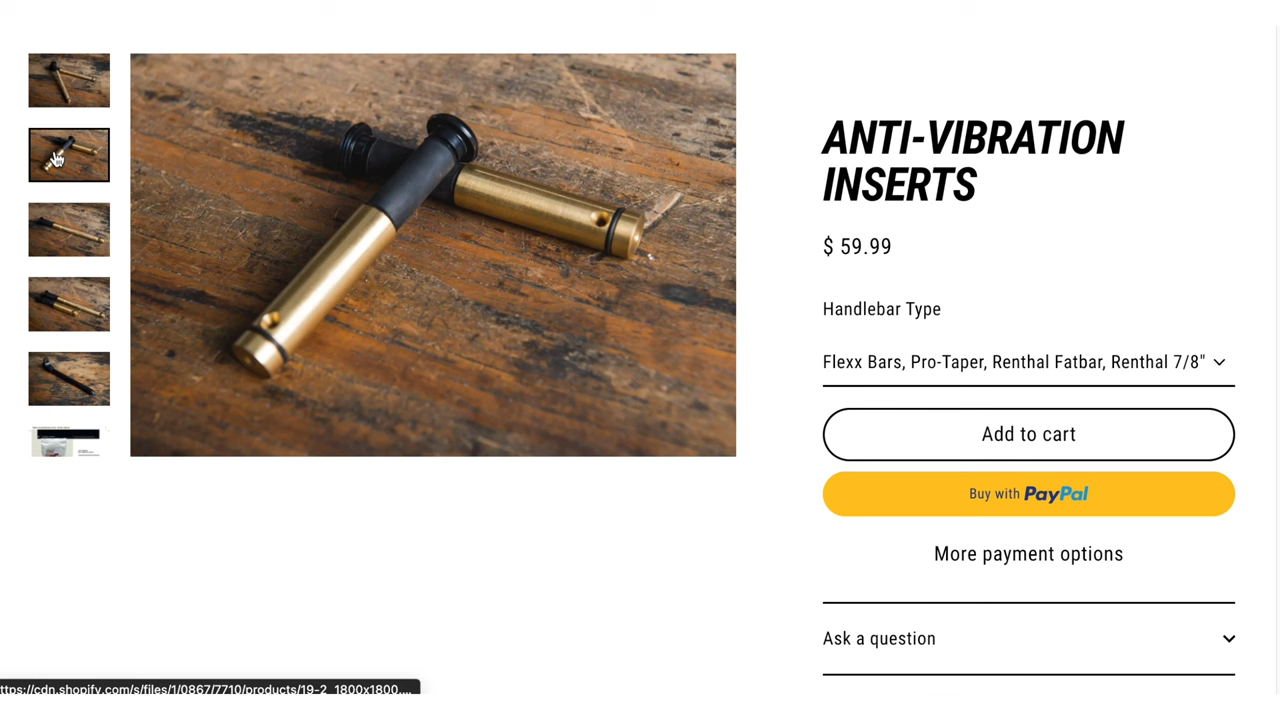 ANTI-VIBRATION
INSERTS
$ 59.99
Handlebar Type
Flexx Bars, Pro-Taper, Renthal Fatbar, Renthal 7/8"
Add to cart
Buy with PayPal
More payment options
Ask a question
ttps://cdn.shopify.com/s/files/1/0867/7710/products/19-2_1800x1800....